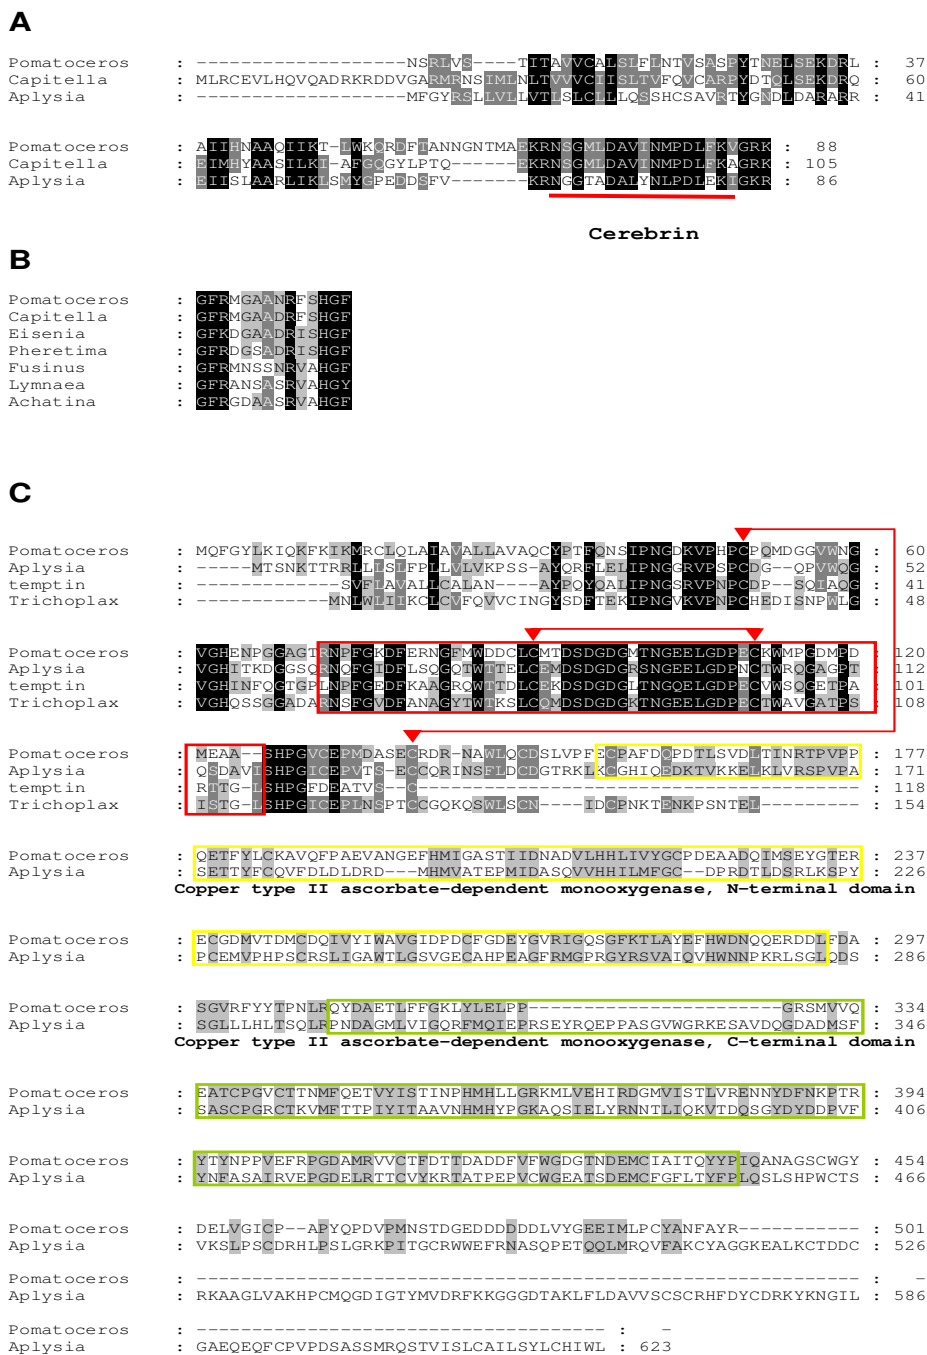 A
Pomatoceros : -------------------NSRLVS----TITAVVCALSLFLNTVSASPYTNELSEKDRL : 37
Capitella : MLRCEVLHQVQADRKRDDVGARMRNSIMLNLTVVVCIISLTVFQVCARPYDTQLSEKDRQ : 60
Aplysia : -------------------MFGYRSLLVLLVTLSLCLLLQSSHCSAVRTYGNDLDARARR : 41
Pomatoceros : AIIHNAAQIIKT-LWKQRDFTANNGNTMAEKRNSGMLDAVINMPDLFKVGRK : 88
Capitella : EIMHYAASILKI-AFGQGYLPTQ------EKRNSGMLDAVINMPDLFKAGRK : 105
Aplysia : EIISLAARLIKLSMYGPEDDSFV-------KRNGGTADALYNLPDLEKIGKR : 86
Cerebrin
B
Pomatoceros : GFRMGAANRFSHGF
Capitella : GFRMGAADRFSHGF
Eisenia : GFKDGAADRISHGF
Pheretima : GFRDGSADRISHGF
Fusinus : GFRMNSSNRVAHGF
Lymnaea : GFRANSASRVAHGY
Achatina : GFRGDAASRVAHGF
C
Pomatoceros : MQFGYLKIQKFKIKMRCLQLAIAVALLAVAQCYPTFQNSIPNGDKVPHPCPQMDGGVWNG : 60
Aplysia : -----MTSNKTTRRLLLSLFPLLVLVKPSS-AYQRFLELIPNGGRVPSPCDG--QPVWQG : 52
temptin : -------------SVFLAVALLCALAN----AYPQYQALIPNGSKVPNPCDP--SQLAQG : 41
Trichoplax : ------------MNLWLIIKCLCVFQVVCINGYSDFTEKIPNGVKVPNPCHEDISNPWLG : 48
Pomatoceros : VGHENPGGAGTRNPFGKDFERNGFMWDDCLCMTDSDGDGMTNGEELGDPECKWMPGDMPD : 120
Aplysia : VGHITKDGGSQRNQFGIDFLSQGQTWTTELCEMDSDGDGRSNGEELGDPNCTWRQGAGPT : 112
temptin : VGHINFQGTGPLNPFGEDFKAAGRQWTTDLCEKDSDGDGLTNGQELGDPECVWSQGETPA : 101
Trichoplax : VGHQSSGGADARNSFGVDFANAGYTWTKSLCQMDSDGDGKTNGEELGDPECTWAVGATPS : 108
Pomatoceros : MEAA--SHPGVCEPMDASECRDR-NAWLQCDSLVPFECPAFDQPDTLSVDLTINRTPVPF : 177
Aplysia : QSDAVISHPGICEPVTS-ECCQRINSFLDCDGTRKLKCGHIQEDKTVKKELKLVRSPVPA : 171
temptin : RTTG-LSHPGFDEATVS--C---------------------------------------- : 118
Trichoplax : ISTG-LSHPGICEPLNSPTCCGQKQSWLSCN----IDCPNKTENKPSNTEL--------- : 154
Pomatoceros : QETFYLCKAVQFPAEVANGEFHMIGASTIIDNADVLHHLIVYGCPDEAADQIMSEYGTER : 237
Aplysia : SETTYFCQVFDLDLDRD---MHMVATEPMIDASQVVHHILMFGC--DPRDTLDSRLKSPY : 226
Copper type II ascorbate-dependent monooxygenase, N-terminal domain
Pomatoceros : ECGDMVTDMCDQIVYIWAVGIDPDCFGDEYGVRIGQSGFKTLAYEFHWDNQQERDDLFDA : 297
Aplysia : PCEMVPHPSCRSLIGAWTLGSVGECAHPEAGFRMGPRGYRSVAIQVHWNNPKRLSGLQDS : 286
Pomatoceros : SGVRFYYTPNLRQYDAETLFFGKLYLELPP-----------------------GRSMVVQ : 334
Aplysia : SGLLLHLTSQLRPNDAGMLVIGQRFMQIEPRSEYRQEPPASGVWGRKESAVDQGDADMSF : 346
Copper type II ascorbate-dependent monooxygenase, C-terminal domain
Pomatoceros : EATCPGVCTTNMFQETVYISTINPHMHLLGRKMLVEHIRDGMVISTLVRENNYDFNKPTR : 394
Aplysia : SASCPGRCTKVMFTTPIYITAAVNHMHYPGKAQSIELYRNNTLIQKVTDQSGYDYDDPVF : 406
Pomatoceros : YTYNPPVEFRPGDAMRVVCTFDTTDADDFVFWGDGTNDEMCIAITQYYPIQANAGSCWGY : 454
Aplysia : YNFASAIRVEPGDELRTTCVYKRTATPEPVCWGEATSDEMCFGFLTYFPLQSLSHPWCTS : 466
Pomatoceros : DELVGICP--APYQPDVPMNSTDGEDDDDDDLVYGEEIMLPCYANFAYR----------- : 501
Aplysia : VKSLPSCDRHLPSLGRKPITGCRWWEFRNASQPETQQLMRQVFAKCYAGGKEALKCTDDC : 526
Pomatoceros : ------------------------------------------------------------ : -
Aplysia : RKAAGLVAKHPCMQGDIGTYMVDRFKKGGGDTAKLFLDAVVSCSCRHFDYCDRKYKNGIL : 586
Pomatoceros : ------------------------------------- : -
Aplysia : GAEQEQFCPVPDSASSMRQSTVISLCAILSYLCHIWL : 623